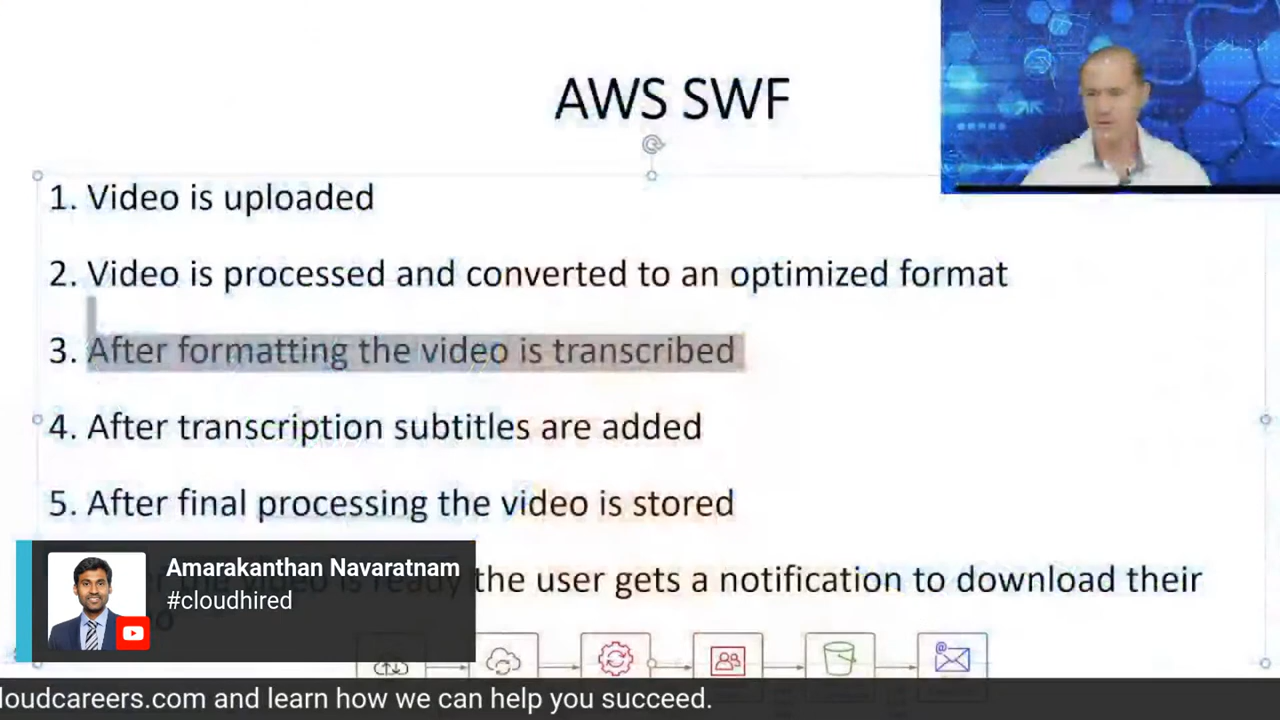 AWS SWF
1. Video is uploaded
2. Video is processed and converted to an optimized format
3. After formatting the video is transcribed
4. After transcription subtitles are added
5. After final processing the video is stored
the user gets a notification to download their
Amarakanthan Navaratnam
#cloudhired
loudcareers.com and learn how we can help you succeed.